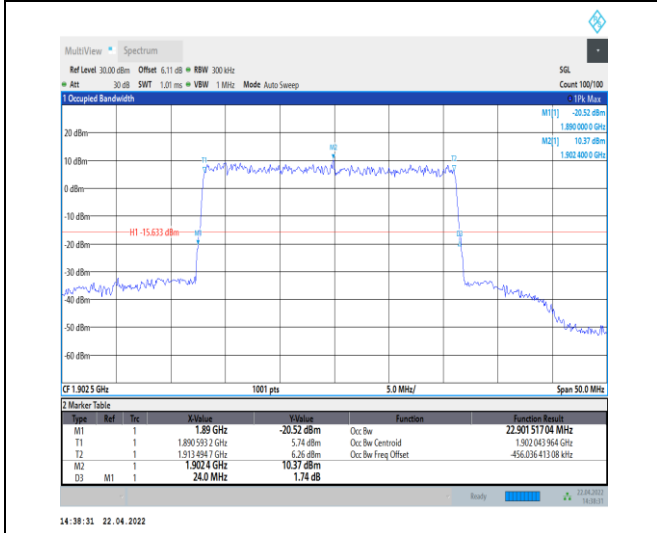 MultiView Spectrum
Ref Level 30.00 dBm Offset 6.11 dB RBW 300 kHz SGL
Att 30 dB SWT 1.01 ms VBW 1 MHz Mode Auto Sweep Count 100/100
1 Occupied Bandwidth 1Pk Max
M1[1] -20.52 dBm
1.890 000 0 GHz
M2[1] 10.37 dBm
1.902 400 0 GHz
20 dBm
M2
T1
T2
10 dBm
0 dBm
-10 dBm
H1 -15.633 dBm
M1
D3
-20 dBm
-30 dBm
-40 dBm
-50 dBm
-60 dBm
CF 1.902 5 GHz 1001 pts 5.0 MHz/ Span 50.0 MHz
2 Marker Table
Type Ref Trc X-Value Y-Value Function Function Result
M1 1 1.89 GHz -20.52 dBm Occ Bw 22.901 517 04 MHz
T1 1 1.890 593 2 GHz 5.74 dBm Occ Bw Centroid 1.902 043 964 GHz
T2 1 1.913 494 7 GHz 6.26 dBm Occ Bw Freq Offset -456.036 413 08 kHz
M2 1 1.902 4 GHz 10.37 dBm
D3 M1 1 24.0 MHz 1.74 dB
Ready 22.04.2022
14:38:31
14:38:31 22.04.2022